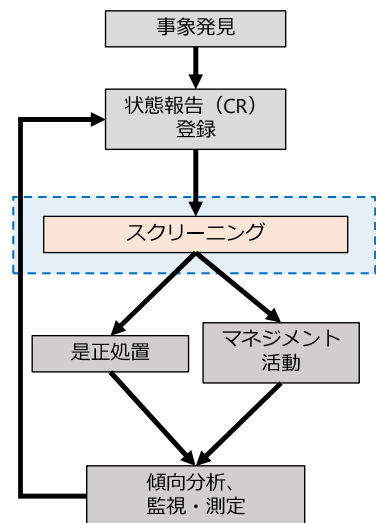 事象発見
状態報告（CR）
登録
スクリーニング
是正処置
マネジメント
活動
傾向分析、
監視・測定